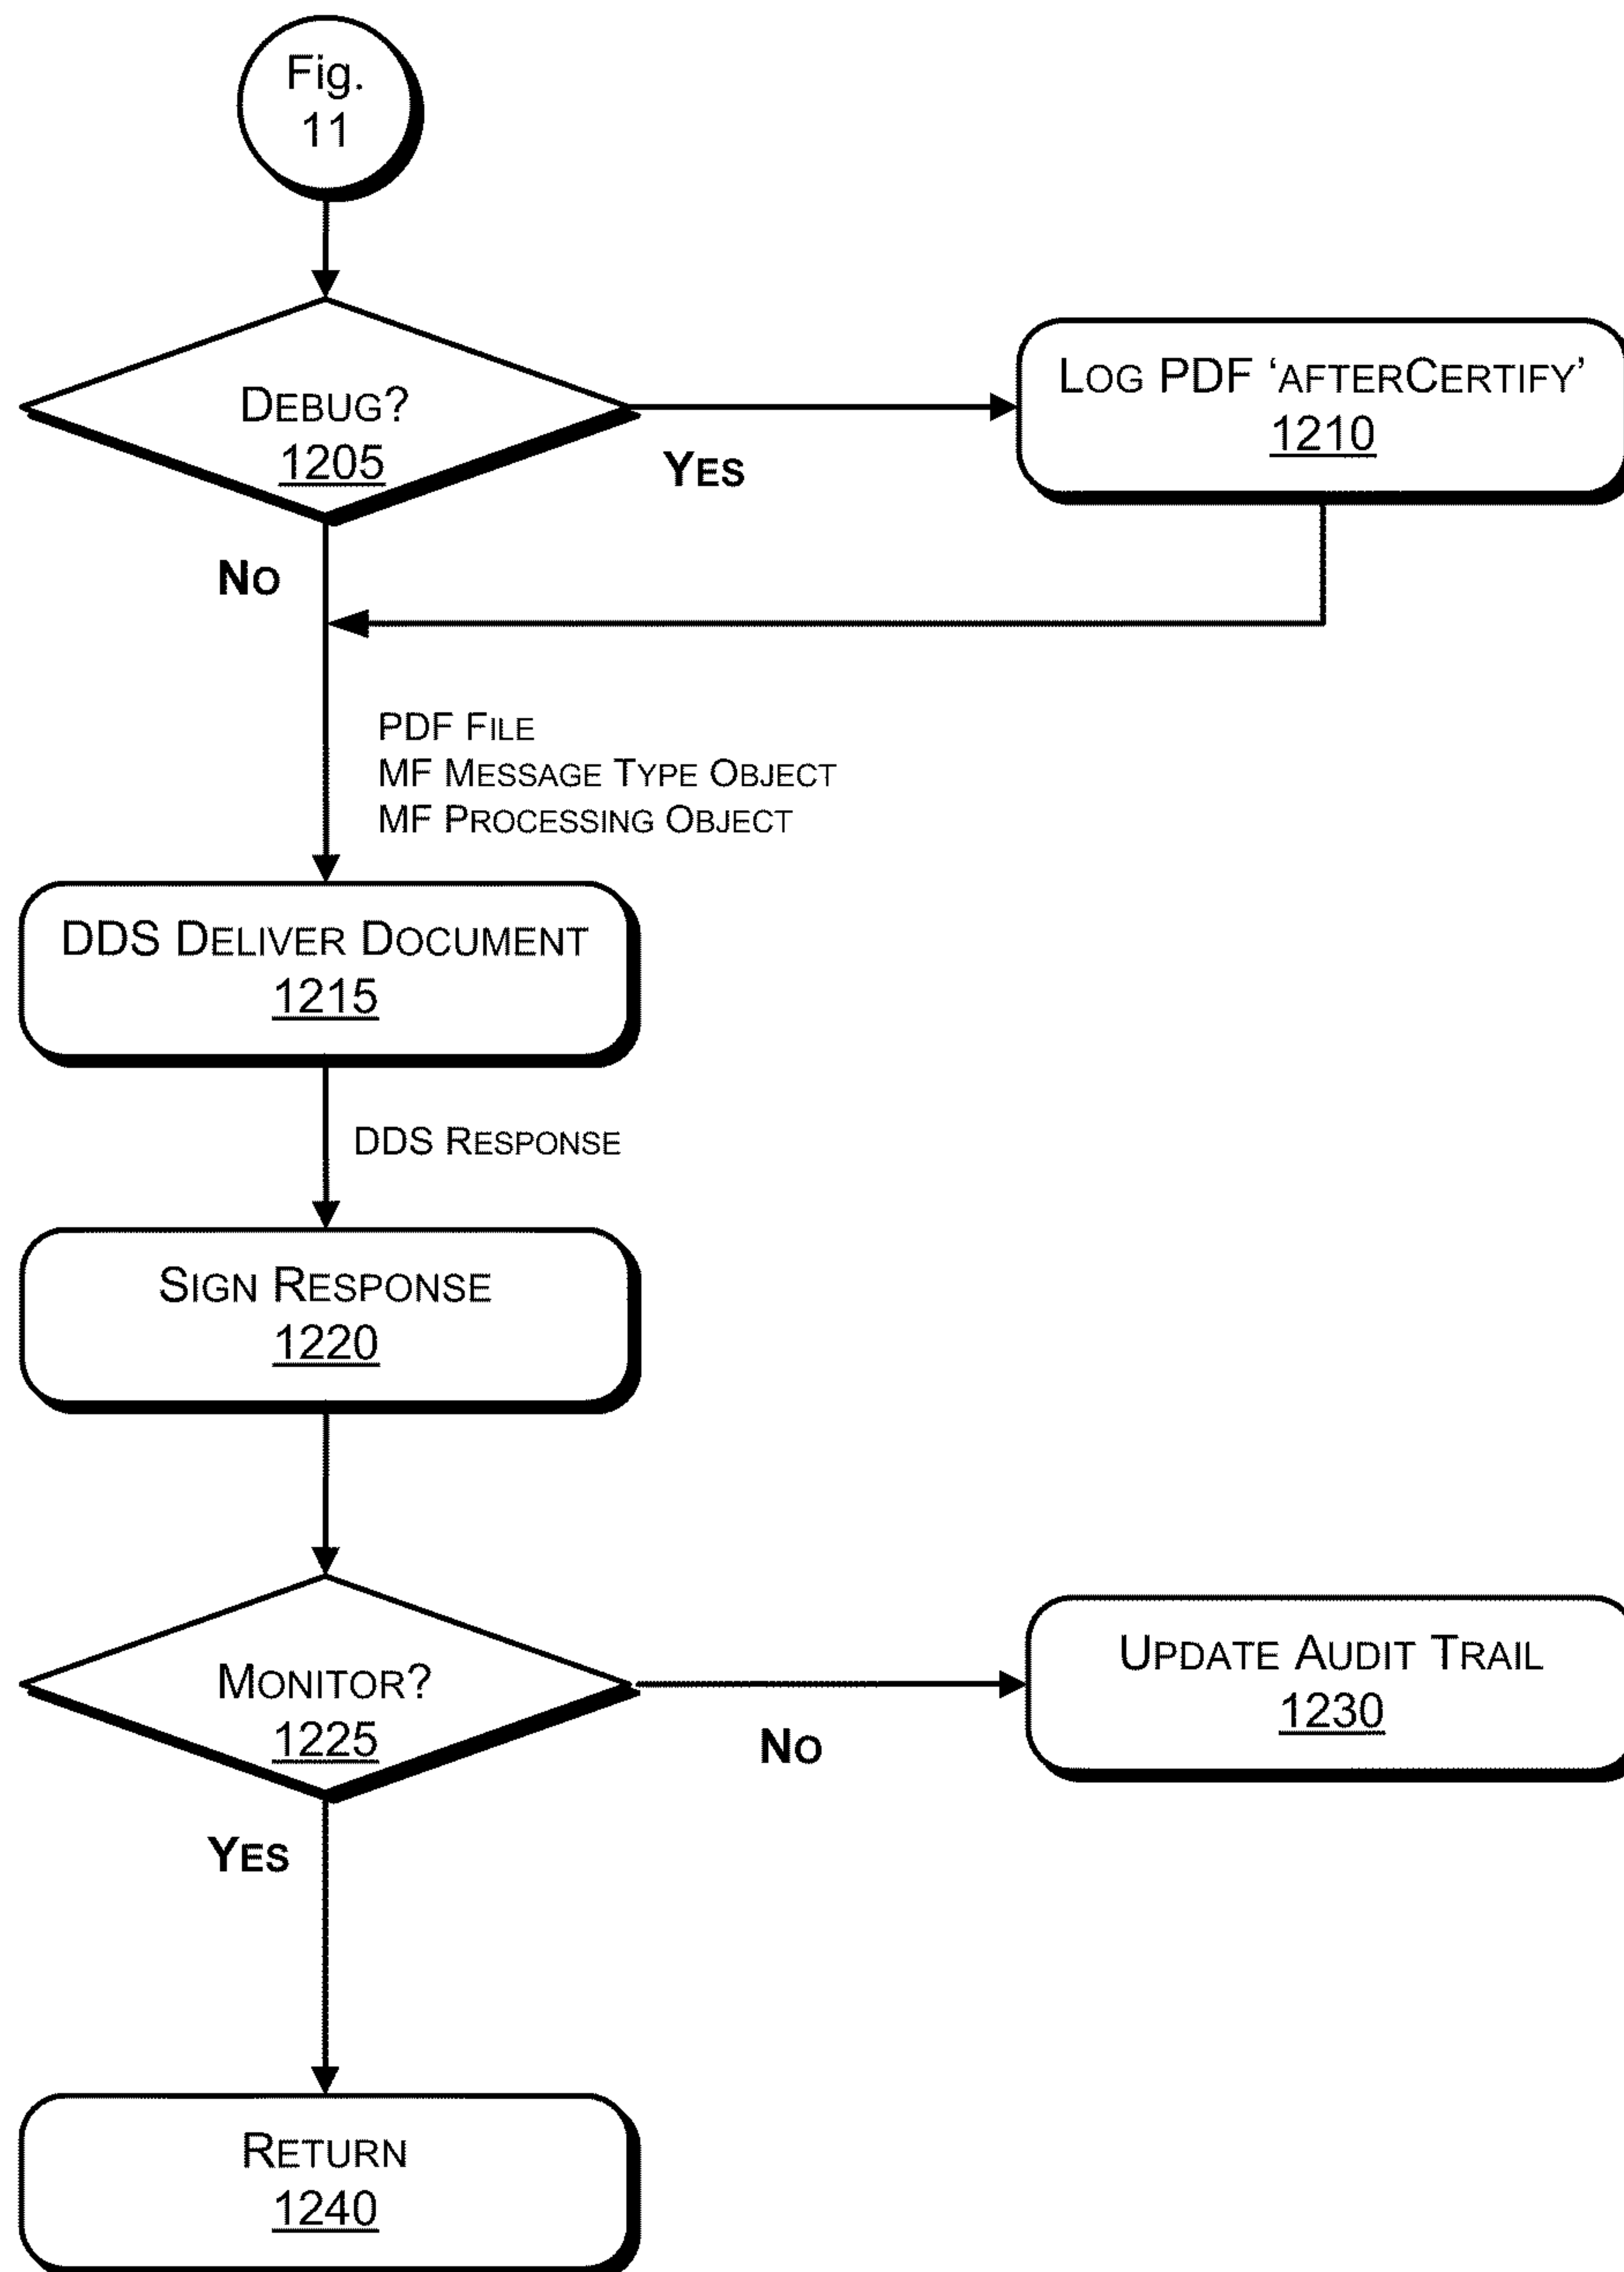 Fig.
11
DEBUG?
1205
YES
LOG PDF ‘AFTERCERTIFY’
1210
NO
PDF FILE
MF MESSAGE TYPE OBJECT
MF PROCESSING OBJECT
DDS DELIVER DOCUMENT
1215
DDS RESPONSE
SIGN RESPONSE
1220
MONITOR?
1225
NO
UPDATE AUDIT TRAIL
1230
YES
RETURN
1240